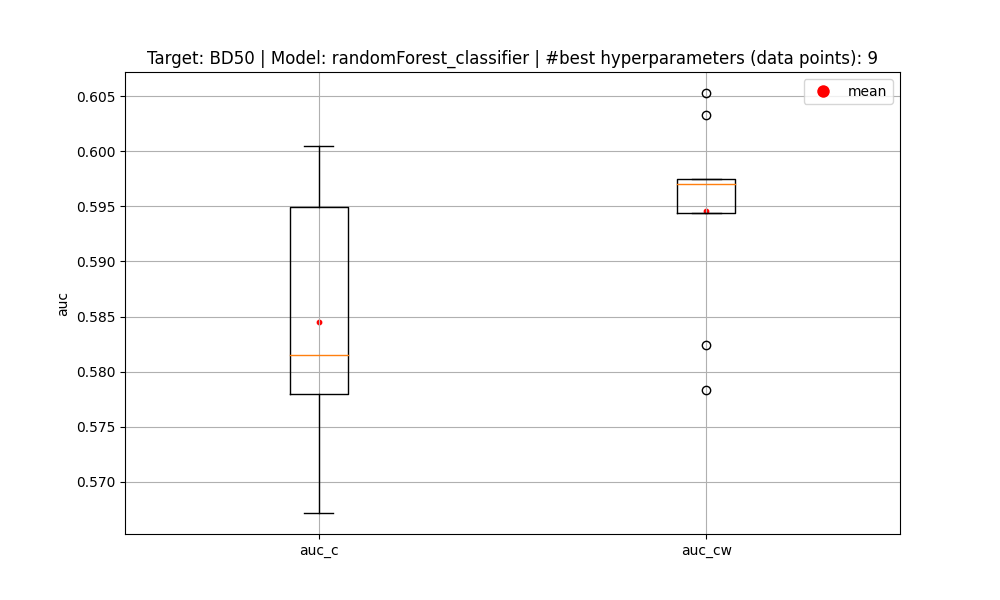 Target: BD50 | Model: randomForest_classifier | #best hyperparameters (data points): 9
mean
0.605
0.600
0.595
0.590
0.585
0.580
0.575
0.570
auc
auc_c
auc_cw